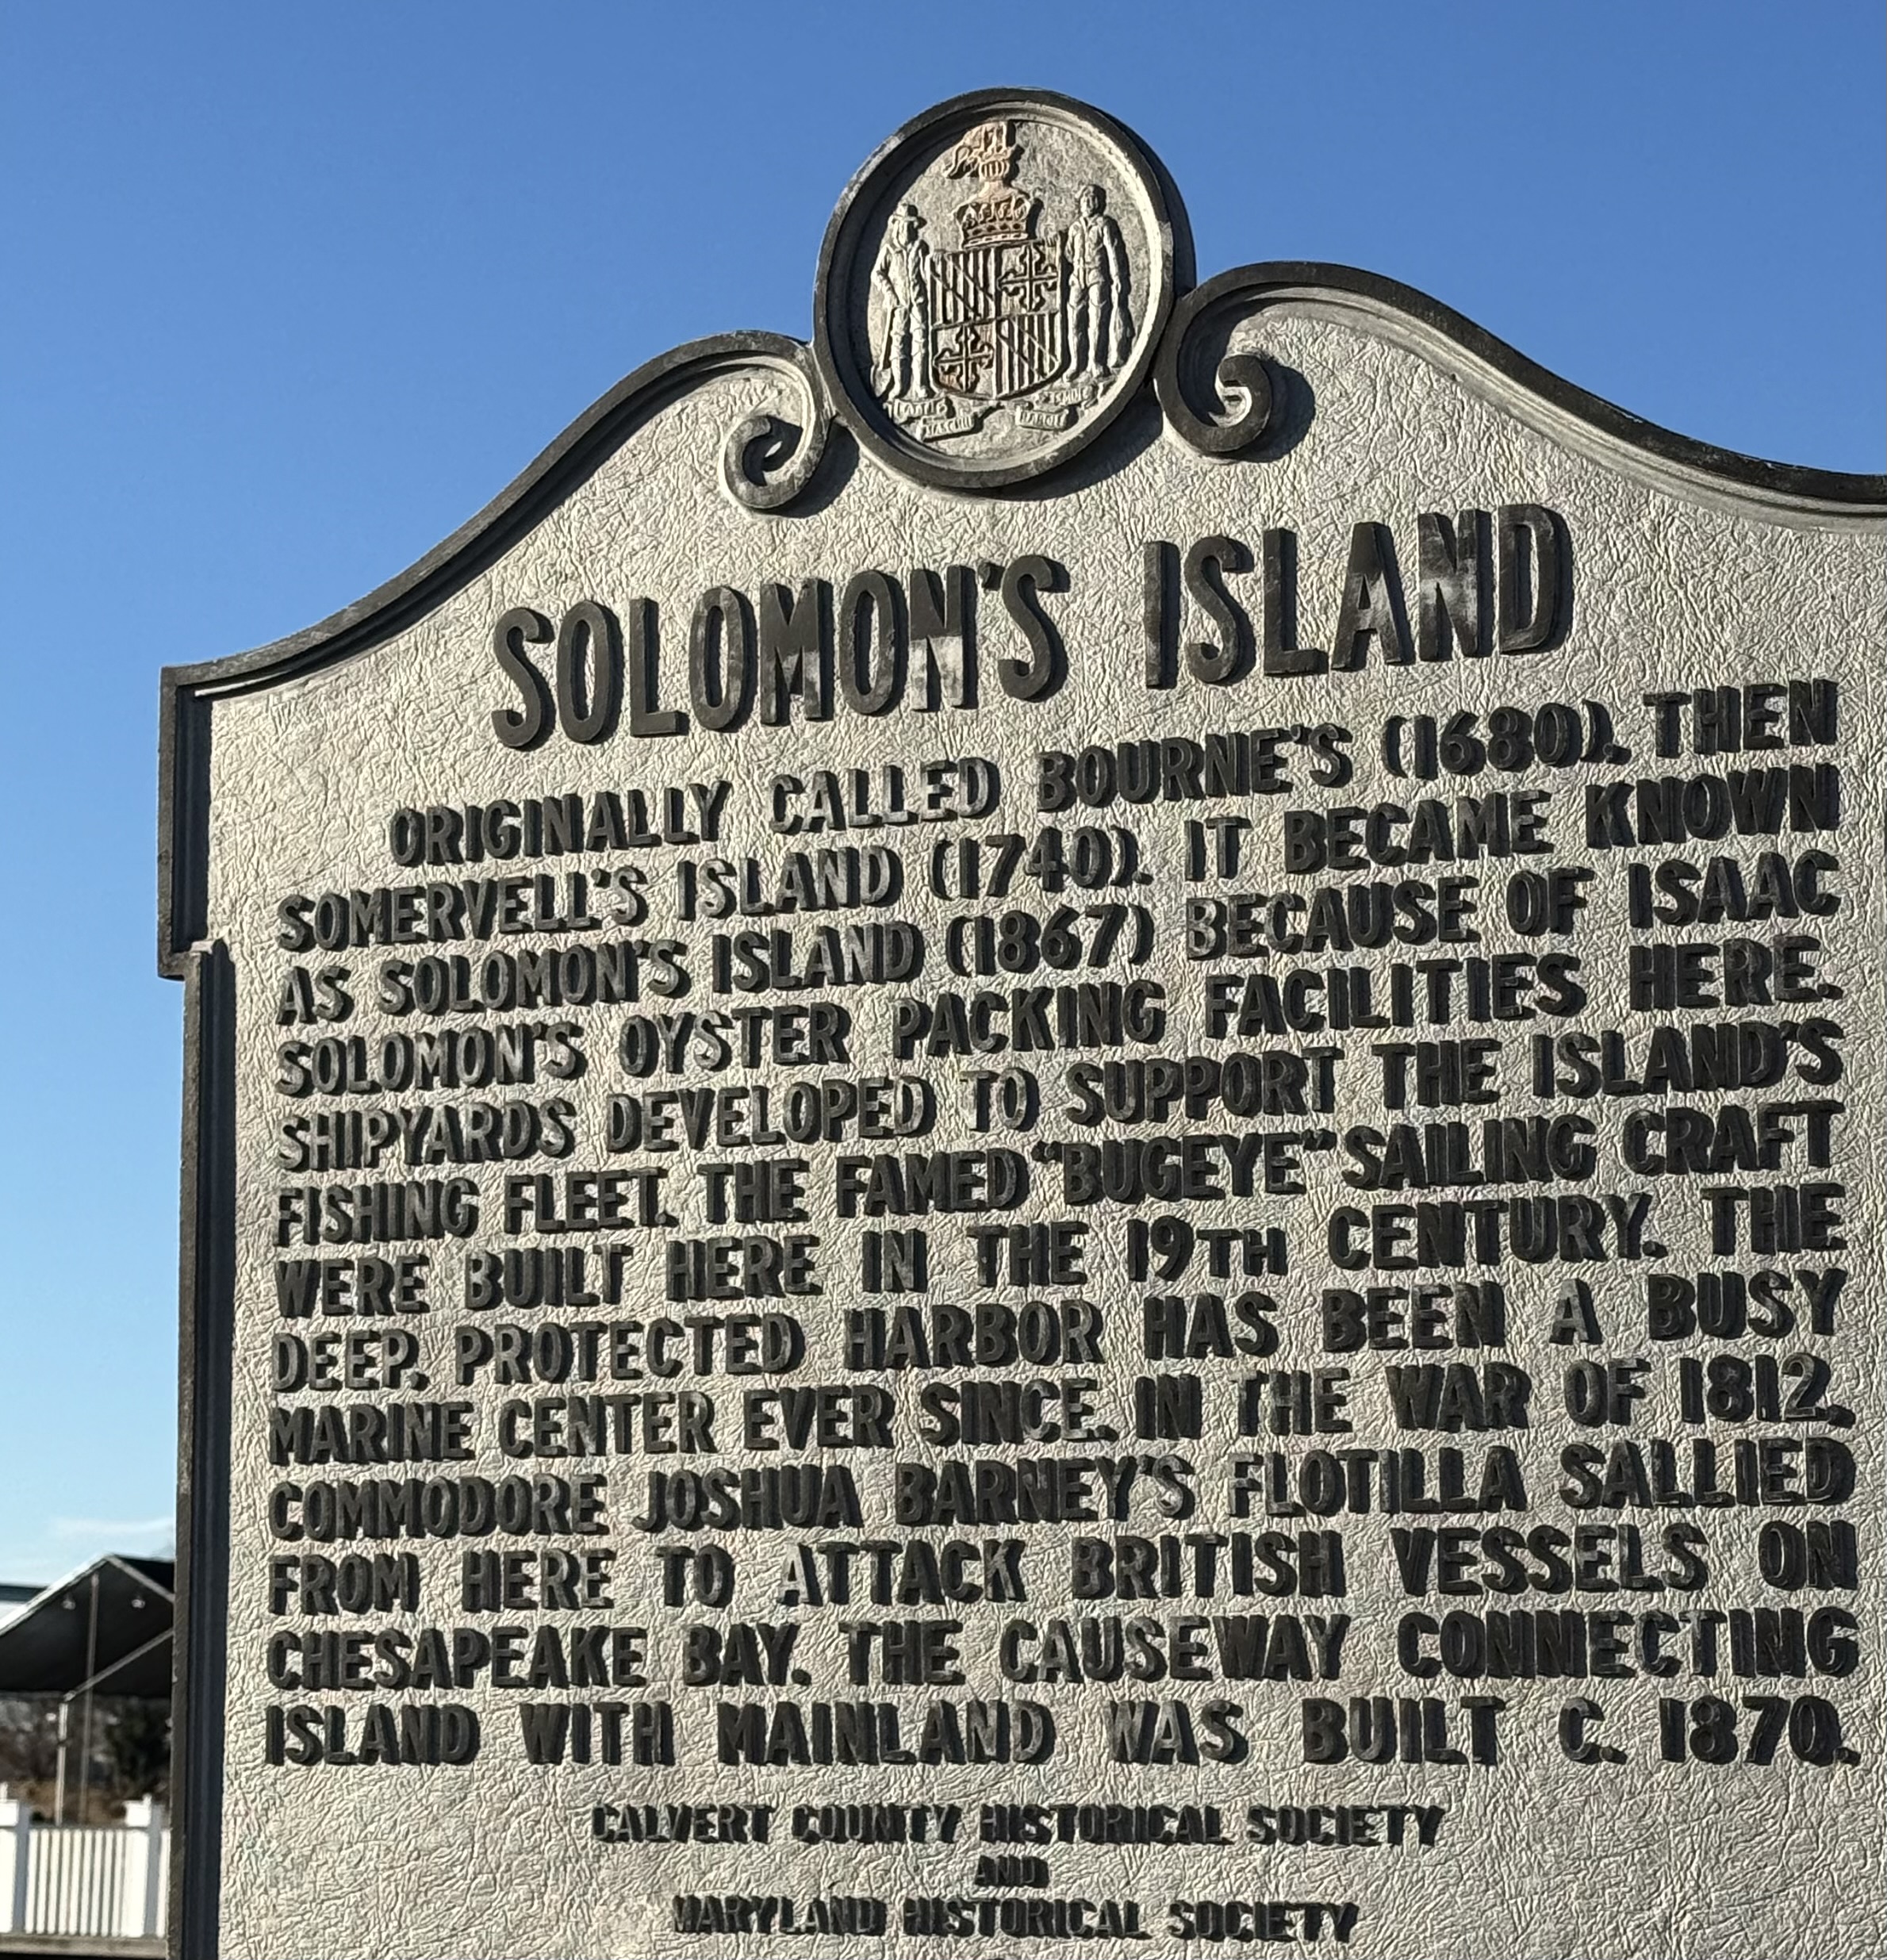 SOLOMON'S ISLAND
ORIGINALLY CALLED BOURNE'S (1680), THEN
SOMERVELL'S ISLAND (1740), IT BECAME KNOWN
AS SOLOMON'S ISLAND (1867) BECAUSE OF ISAAC
SOLOMON'S OYSTER PACKING FACILITIES HERE.
SHIPYARDS DEVELOPED TO SUPPORT THE ISLAND'S
FISHING FLEET. THE FAMED "BUGEYE" SAILING CRAFT
WERE BUILT HERE IN THE 19TH CENTURY. THE
DEEP, PROTECTED HARBOR HAS BEEN A BUSY
MARINE CENTER EVER SINCE. IN THE WAR OF 1812,
COMMODORE JOSHUA BARNEY'S FLOTILLA SALLIED
FROM HERE TO ATTACK BRITISH VESSELS ON
CHESAPEAKE BAY. THE CAUSEWAY CONNECTING
ISLAND WITH MAINLAND WAS BUILT C. 1870.
CALVERT COUNTY HISTORICAL SOCIETY
AND
MARYLAND HISTORICAL SOCIETY